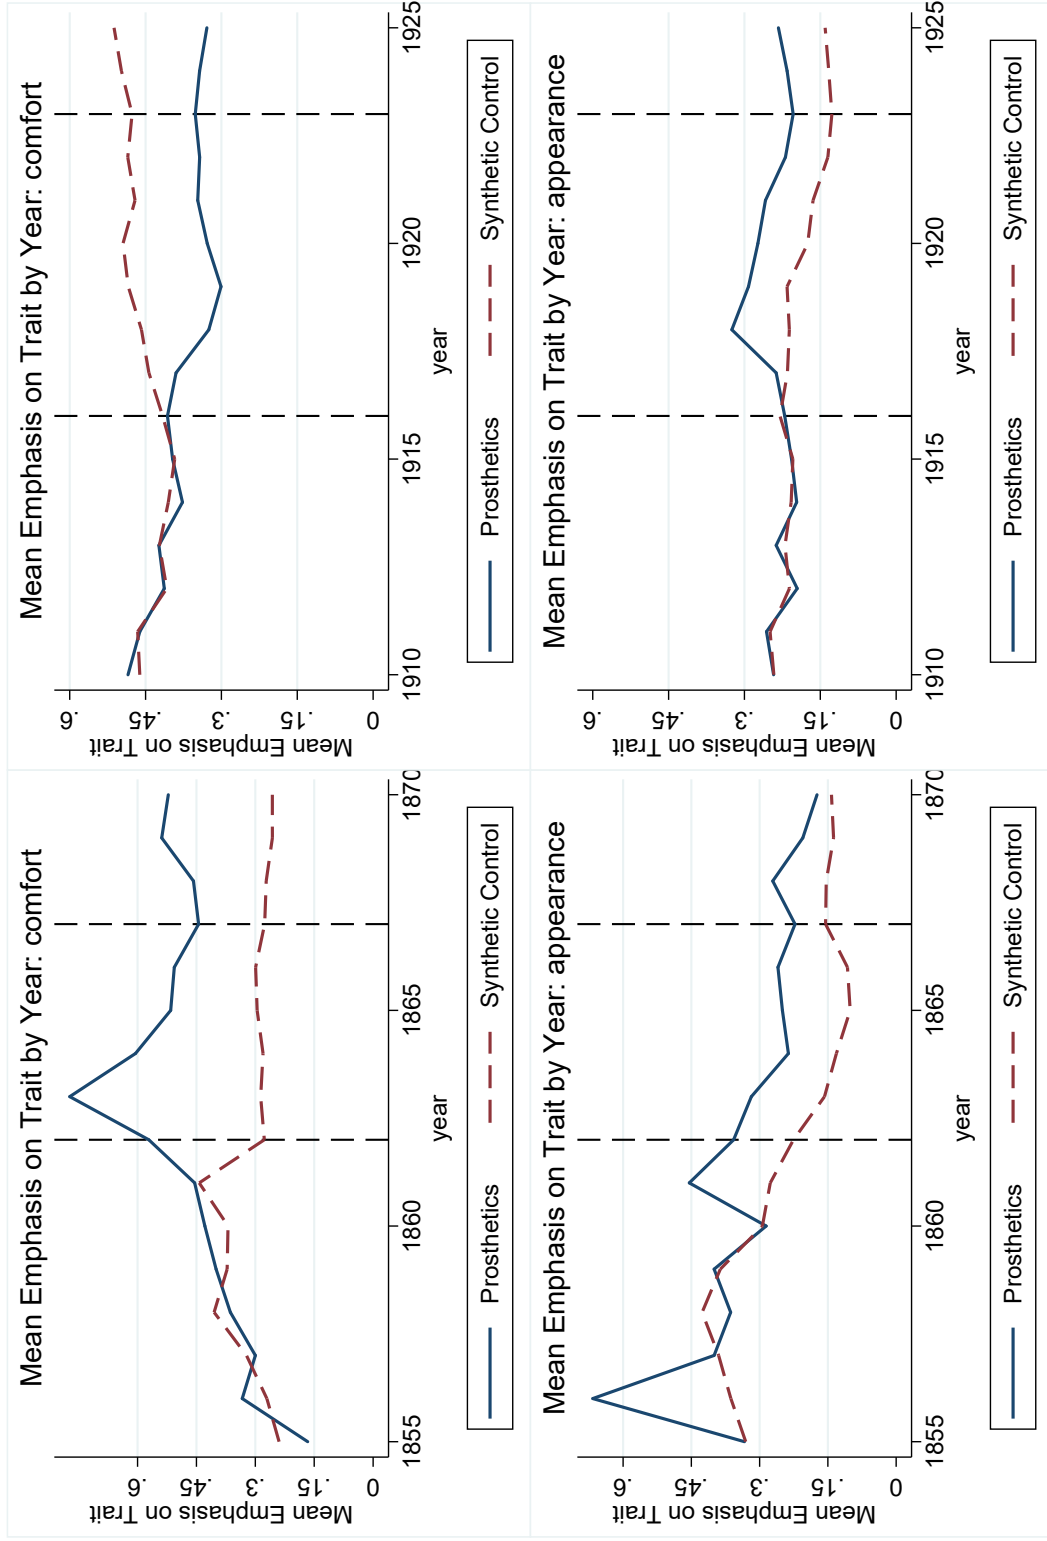 Mean Emphasis on Trait by Year: comfort
Mean Emphasis on Trait
0 .15 .3 .45 .6
1855 1860 1865 1870
year
Prosthetics Synthetic Control
Mean Emphasis on Trait by Year: comfort
Mean Emphasis on Trait
0 .15 .3 .45 .6
1910 1915 1920 1925
year
Prosthetics Synthetic Control
Mean Emphasis on Trait by Year: appearance
Mean Emphasis on Trait
0 .15 .3 .45 .6
1855 1860 1865 1870
year
Prosthetics Synthetic Control
Mean Emphasis on Trait by Year: appearance
Mean Emphasis on Trait
0 .15 .3 .45 .6
1910 1915 1920 1925
year
Prosthetics Synthetic Control